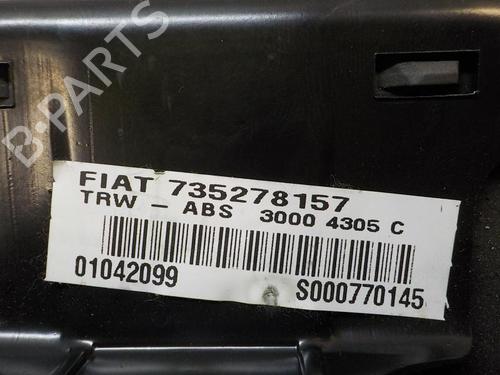 B-PARTS
FIAT 735278157
TRW - ABS 3000 4305 C
01042099 S000770145